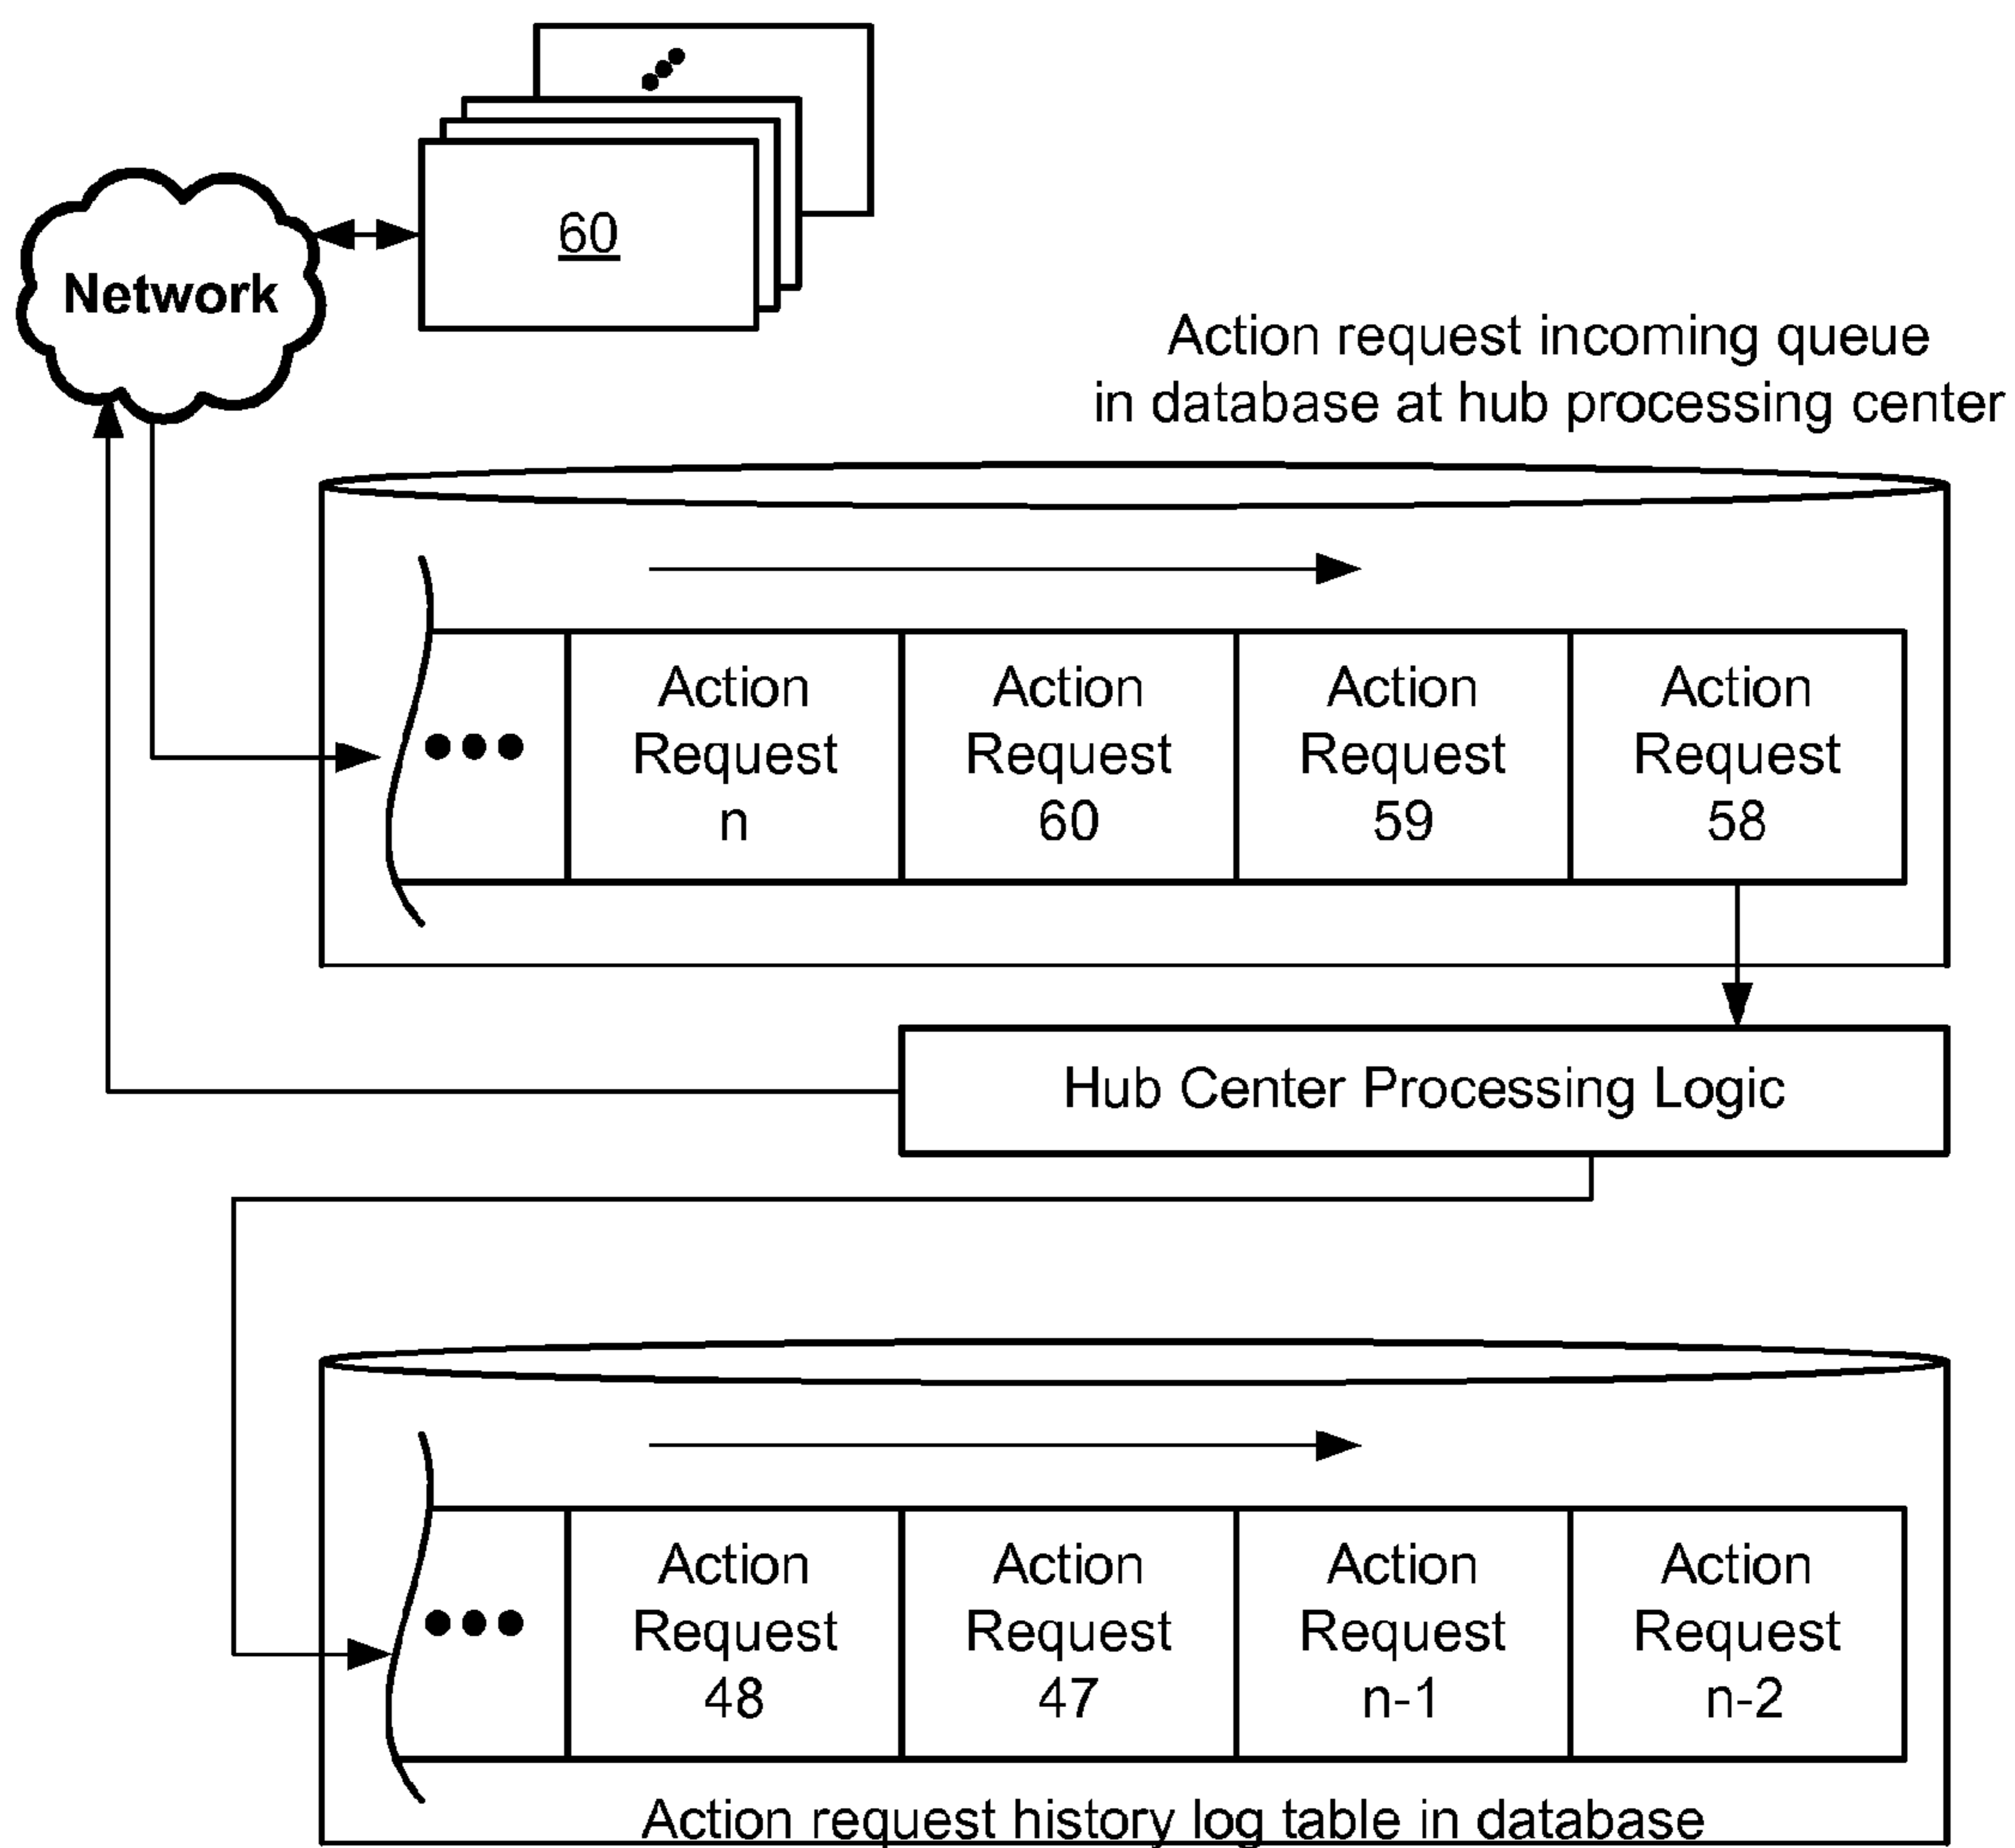 60
Network
Action request incoming queue
in database at hub processing center
Action
Request
n
Action
Request
60
Action
Request
59
Action
Request
58
Hub Center Processing Logic
Action
Request
48
Action
Request
47
Action
Request
n-1
Action
Request
n-2
Action request history log table in database